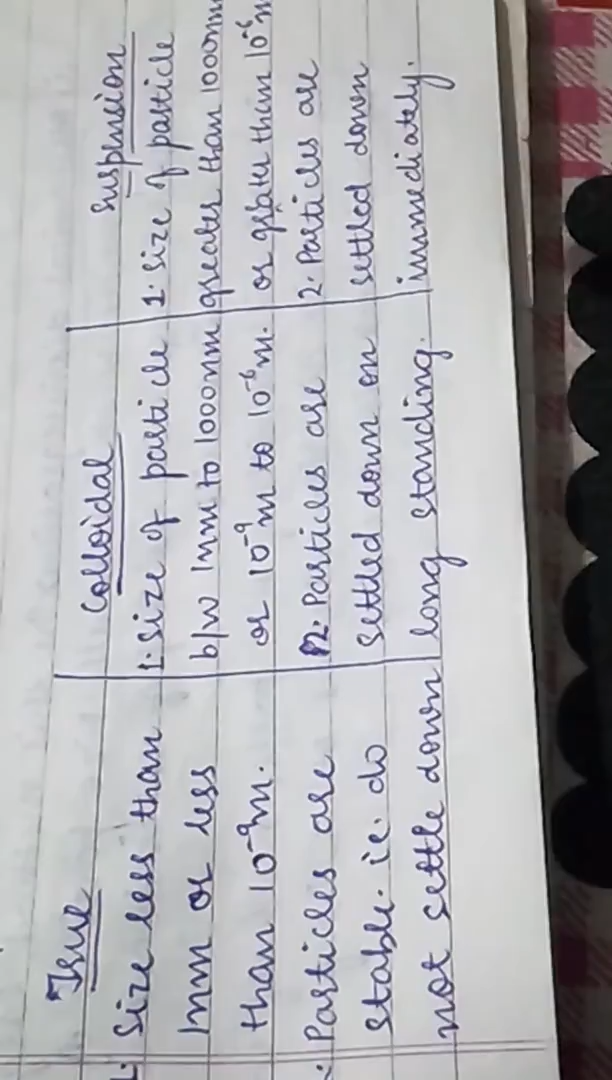 True
1. Size less than
1nm or less
than 10⁻⁹m.
Particles are
stable. i.e. do
not settle down
Colloidal
1. Size of particle
b/w 1nm to 1000nm
or 10⁻⁹m to 10⁻⁶m.
2. Particles are
settled down on
long standing.
Suspension
1. Size of particle
greater than 1000nm
or grater than 10⁻⁶m
2. Particles are
settled down
immediately.